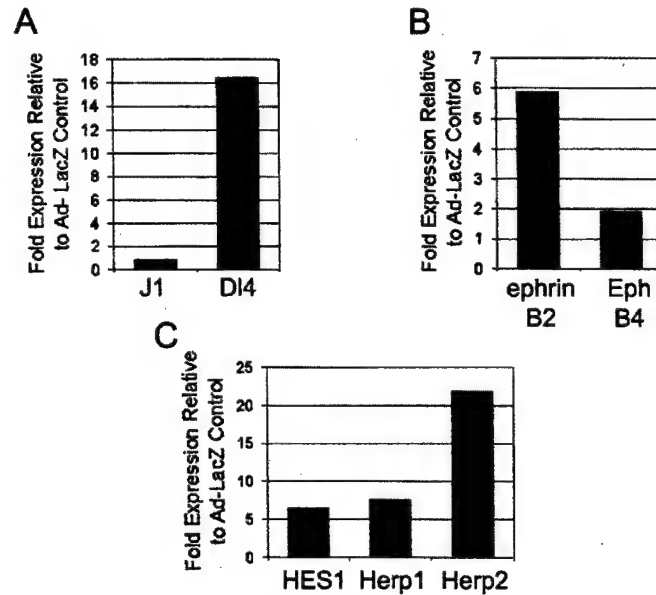 A
Fold Expression Relative
to Ad- LacZ Control
18
16
14
12
10
8
6
4
2
0
J1
Dl4
B
Fold Expression Relative
to Ad-LacZ Control
7
6
5
4
3
2
1
0
ephrin
B2
Eph
B4
C
Fold Expression Relative
to Ad-LacZ Control
25
20
15
10
5
0
HES1
Herp1
Herp2